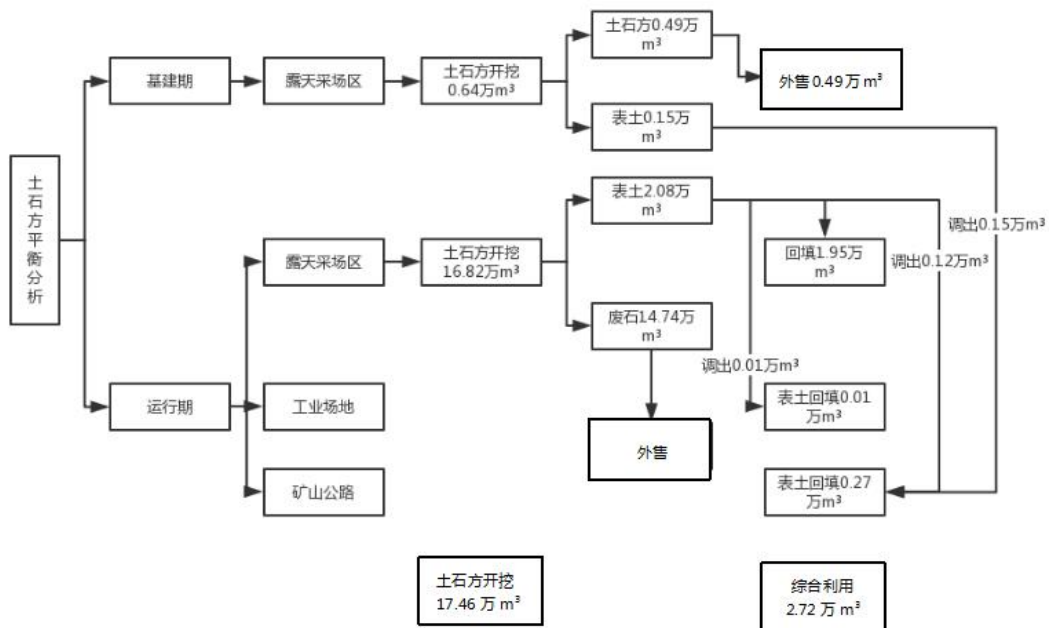 土石方平衡分析
基建期
露天采场区
土石方开挖
0.64万m³
土石方0.49万
m³
外售 0.49 万 m³
表土0.15万
m³
运行期
露天采场区
土石方开挖
16.82万m³
表土2.08万
m³
调出0.15万m³
回填1.95万
m³
调出0.12万m³
废石14.74万
m³
调出0.01万m³
外售
工业场地
表土回填0.01
万m³
矿山公路
表土回填0.27
万m³
土石方开挖
17.46 万 m³
综合利用
2.72 万 m³